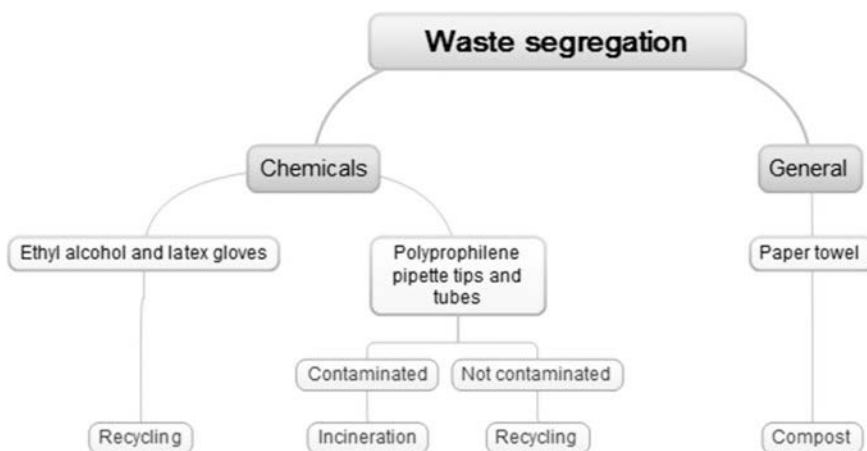 Waste segregation
Chemicals
General
Ethyl alcohol and latex gloves
Polyprophilene
pipette tips and
tubes
Paper towel
Contaminated
Not contaminated
Recycling
Incineration
Recycling
Compost